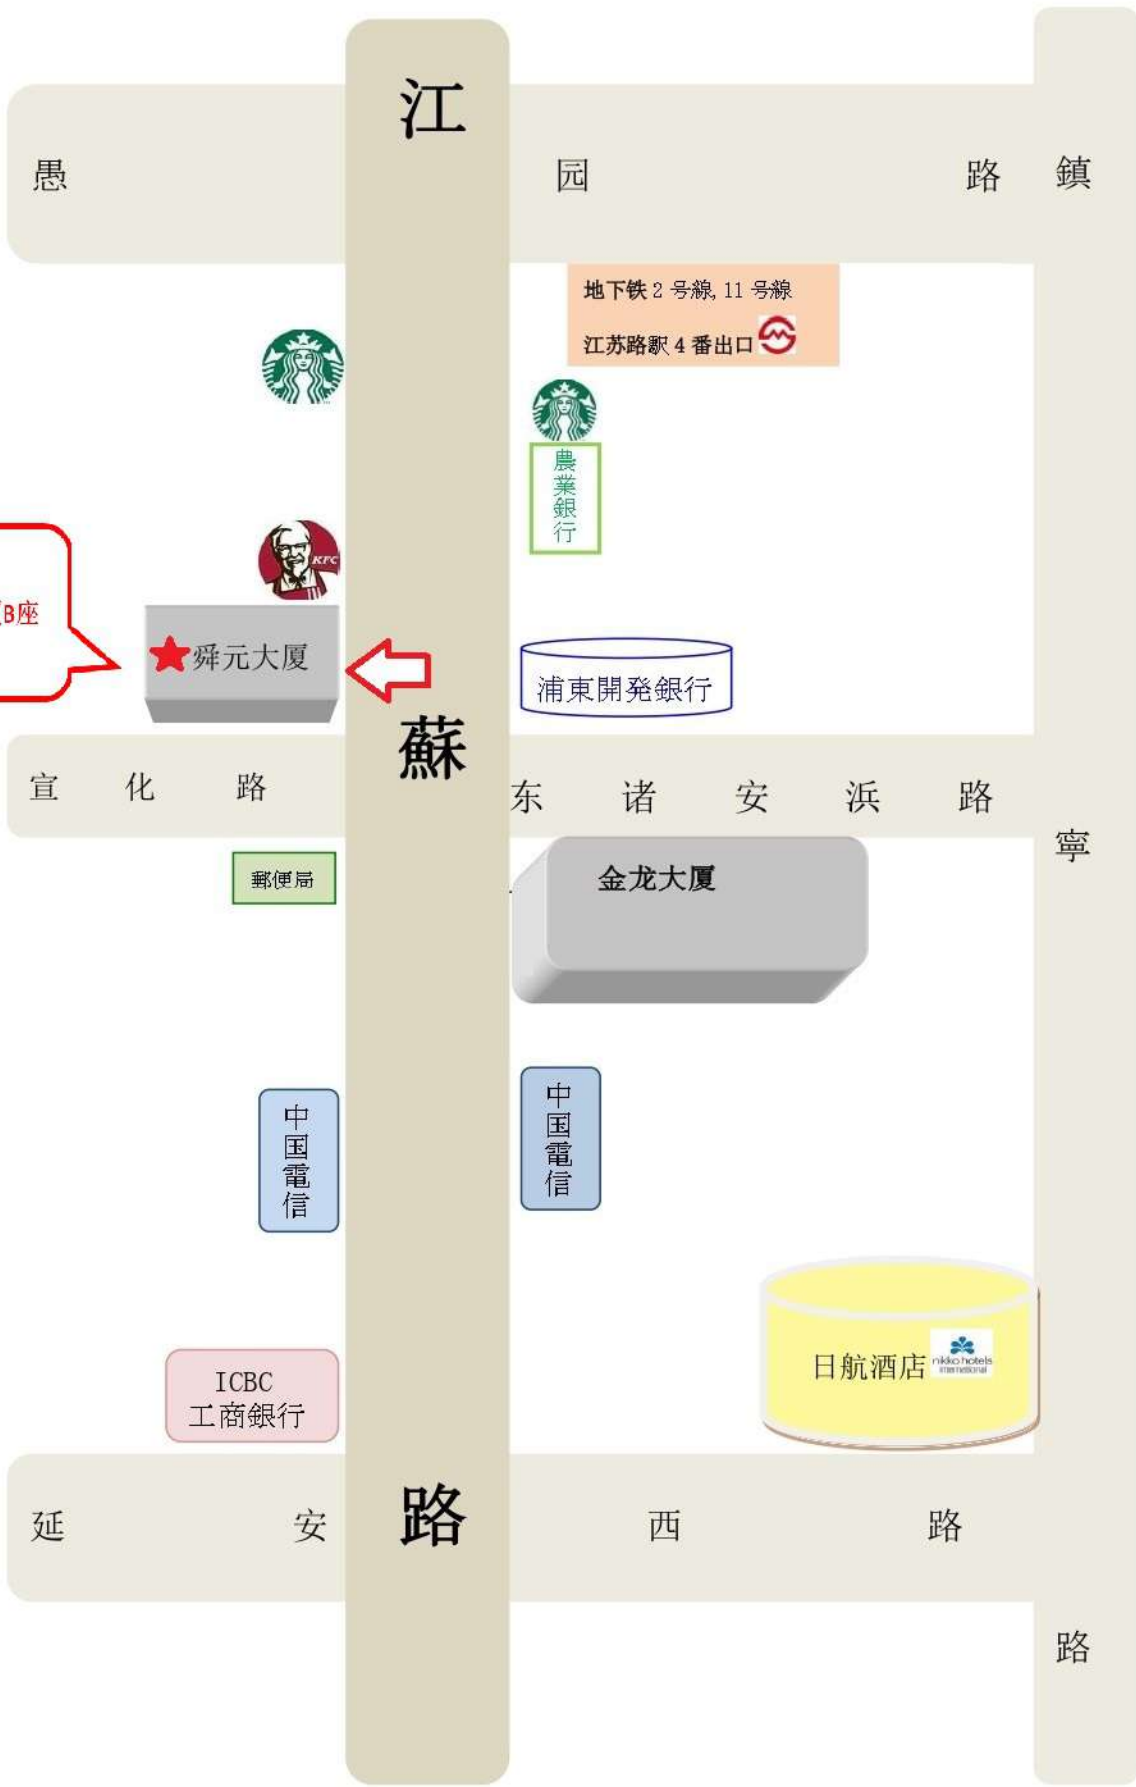 江蘇路
愚园路
鎮寧路
地下铁2号線, 11号線
江苏路駅4番出口
農業銀行
KFC
B座
舜元大厦
浦東開発銀行
宣化路
东诸安浜路
郵便局
金龙大厦
中国電信
中国電信
日航酒店
nikko hotels
international
ICBC
工商銀行
延安西路